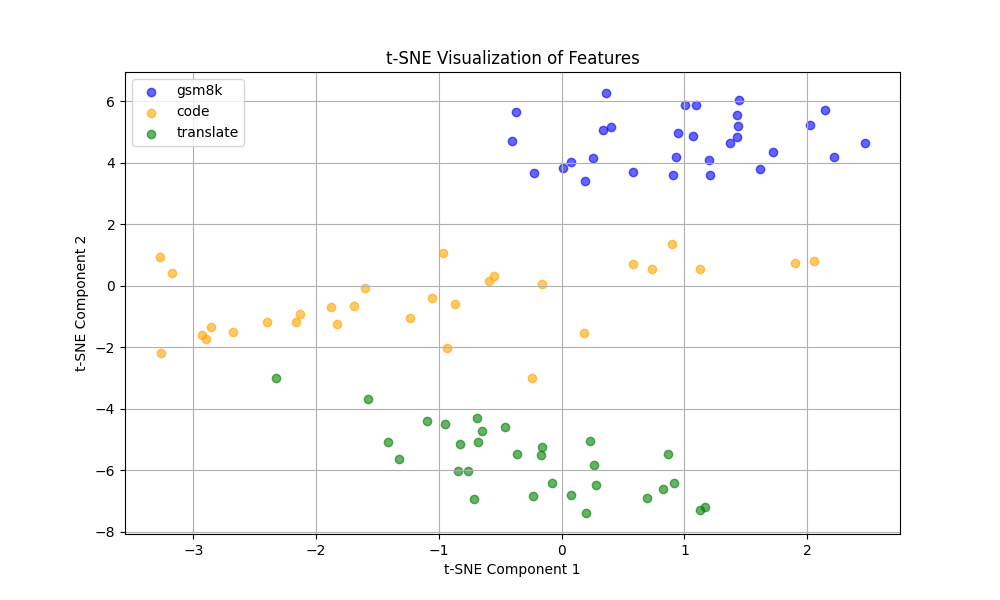 t-SNE Visualization of Features
gsm8k
code
translate
6
4
2
0
−2
−4
−6
−8
t-SNE Component 2
−3
−2
−1
0
1
2
t-SNE Component 1